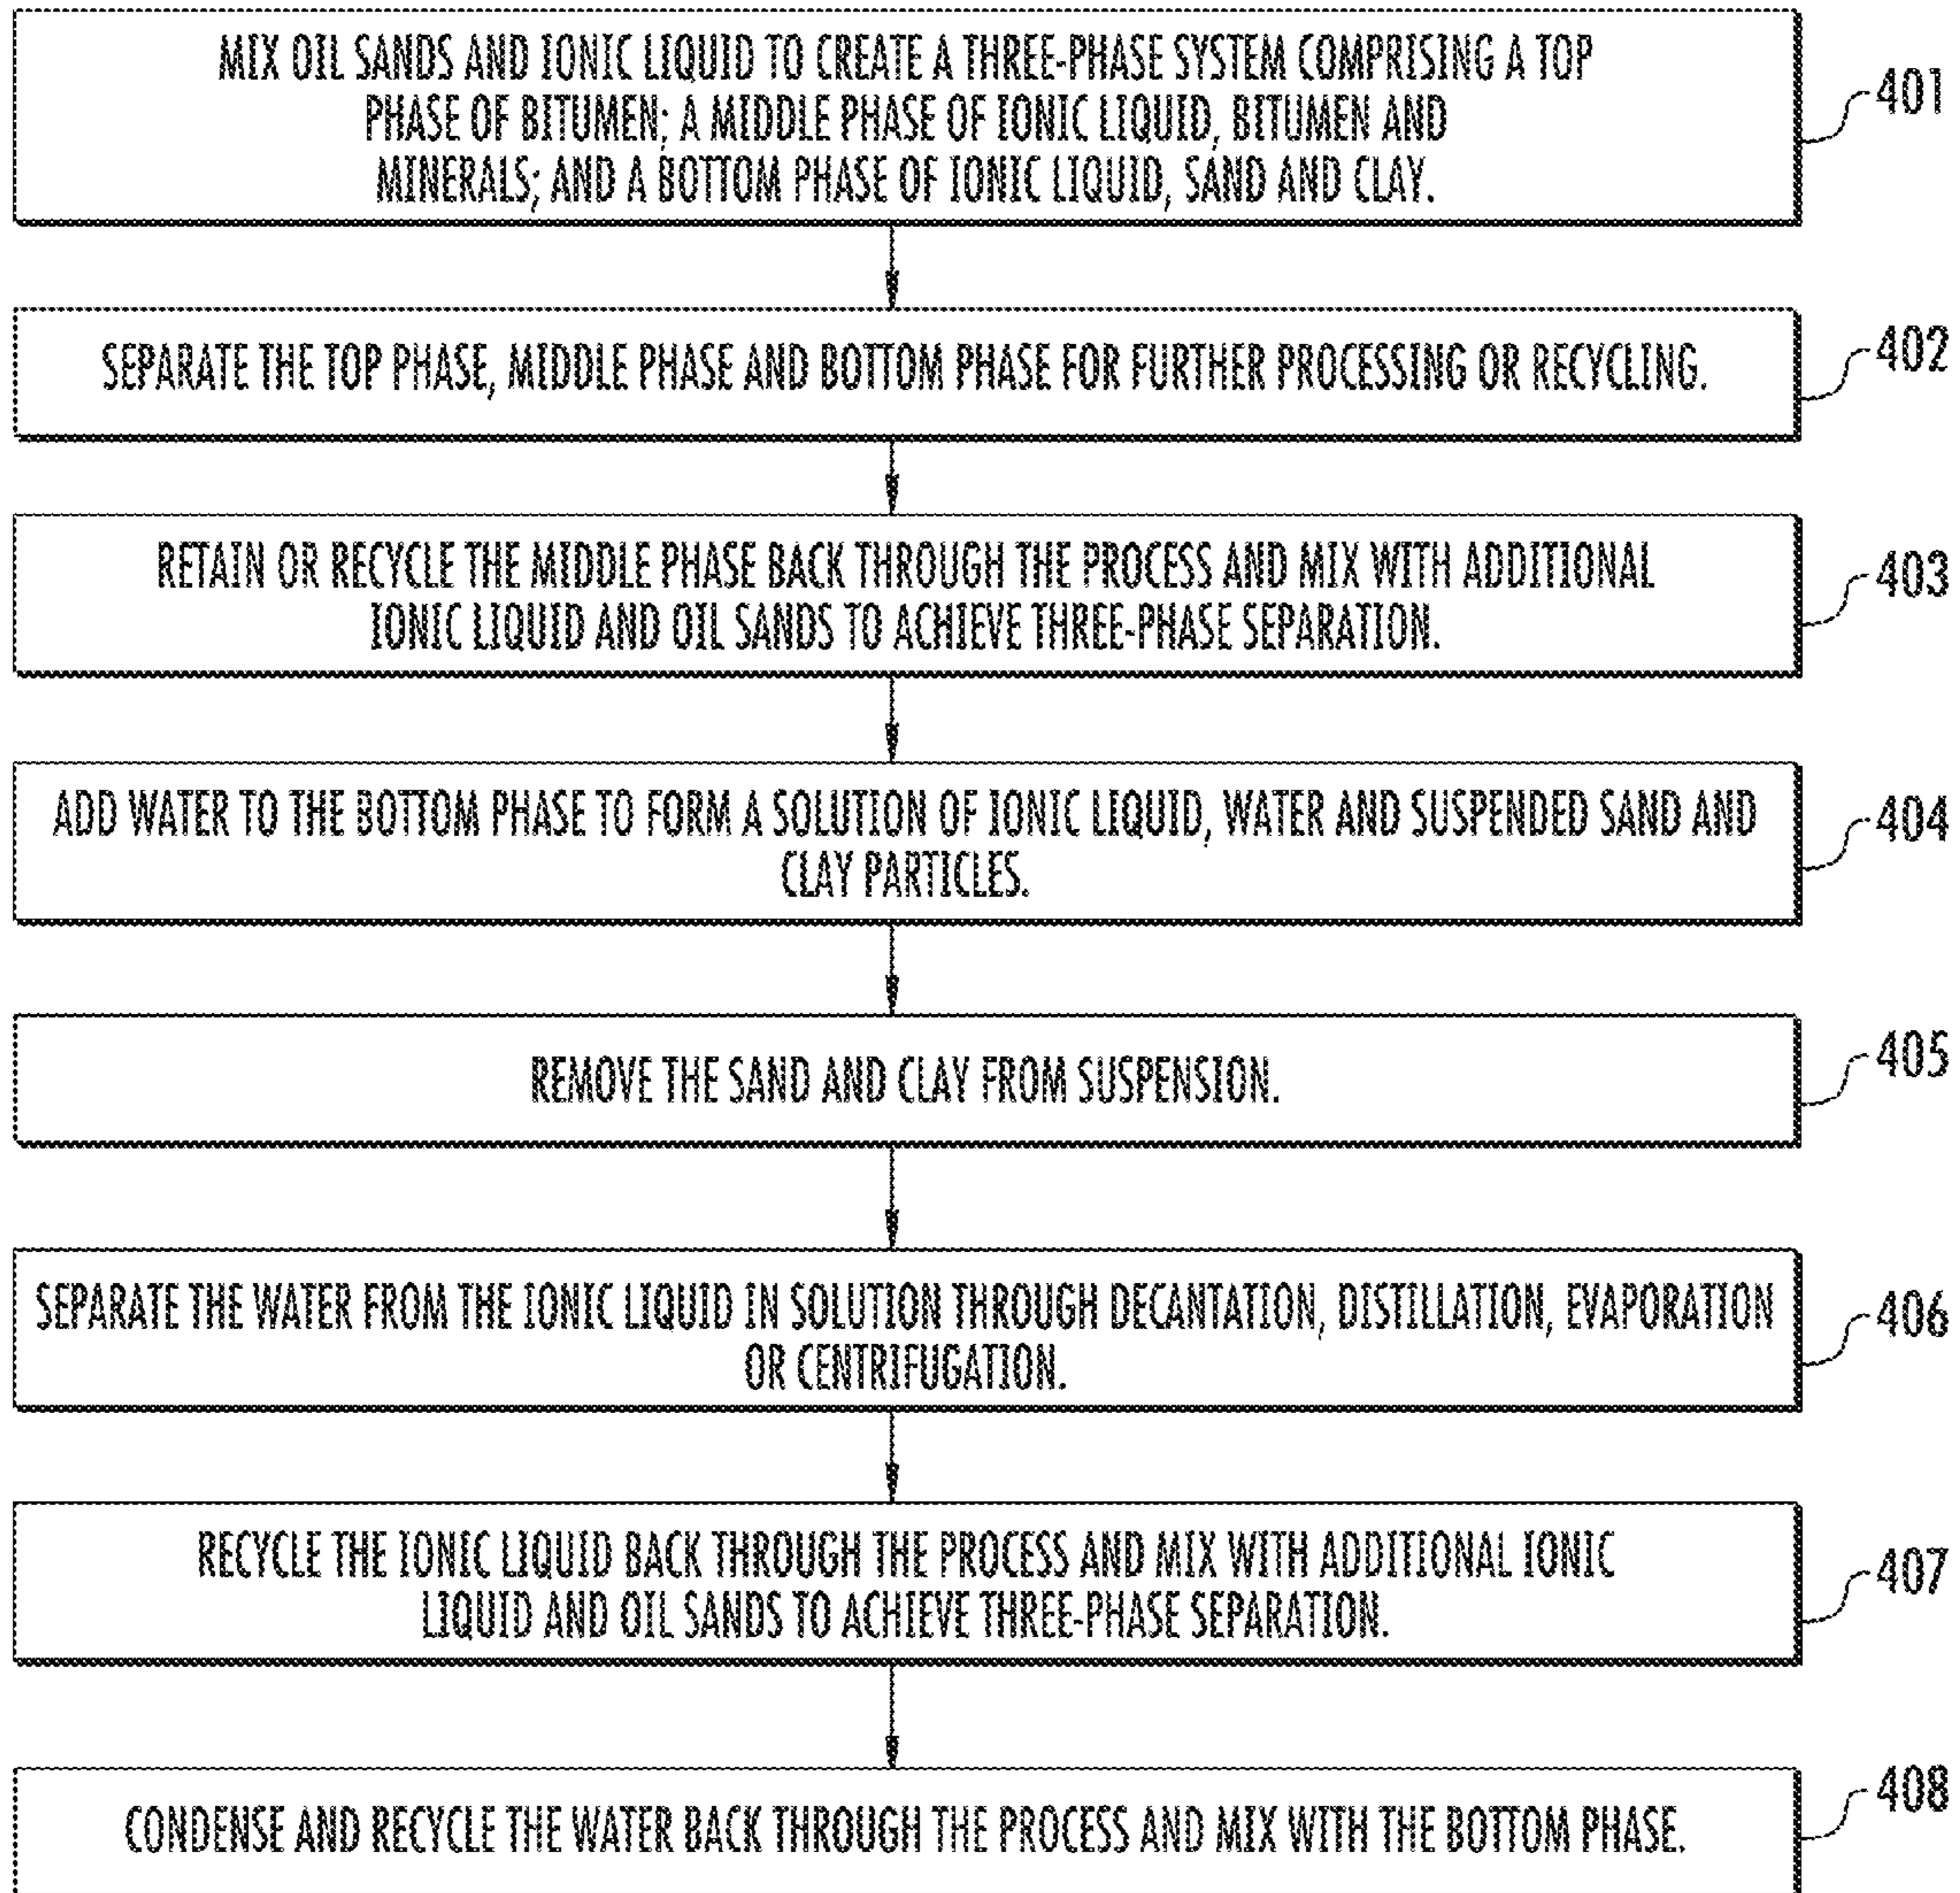 MIX OIL SANDS AND IONIC LIQUID TO CREATE A THREE-PHASE SYSTEM COMPRISING A TOP
PHASE OF BITUMEN; A MIDDLE PHASE OF IONIC LIQUID, BITUMEN AND
MINERALS; AND A BOTTOM PHASE OF IONIC LIQUID, SAND AND CLAY.
401
SEPARATE THE TOP PHASE, MIDDLE PHASE AND BOTTOM PHASE FOR FURTHER PROCESSING OR RECYCLING.
402
RETAIN OR RECYCLE THE MIDDLE PHASE BACK THROUGH THE PROCESS AND MIX WITH ADDITIONAL
IONIC LIQUID AND OIL SANDS TO ACHIEVE THREE-PHASE SEPARATION.
403
ADD WATER TO THE BOTTOM PHASE TO FORM A SOLUTION OF IONIC LIQUID, WATER AND SUSPENDED SAND AND
CLAY PARTICLES.
404
REMOVE THE SAND AND CLAY FROM SUSPENSION.
405
SEPARATE THE WATER FROM THE IONIC LIQUID IN SOLUTION THROUGH DECANTATION, DISTILLATION, EVAPORATION
OR CENTRIFUGATION.
406
RECYCLE THE IONIC LIQUID BACK THROUGH THE PROCESS AND MIX WITH ADDITIONAL IONIC
LIQUID AND OIL SANDS TO ACHIEVE THREE-PHASE SEPARATION.
407
CONDENSE AND RECYCLE THE WATER BACK THROUGH THE PROCESS AND MIX WITH THE BOTTOM PHASE.
408